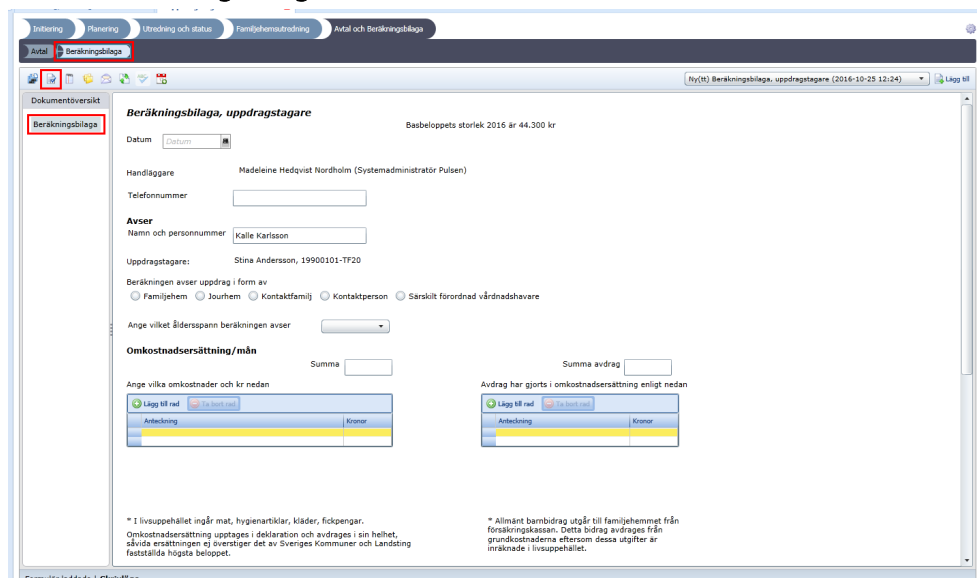 Initiering Planering Utredning och status Familjehemsutredning Avtal och Beräkningsbilaga
Avtal Beräkningsbilaga
Ny(tt) Beräkningsbilaga, uppdragstagare (2016-10-25 12:24) Lägg till
Dokumentöversikt
Beräkningsbilaga
Beräkningsbilaga, uppdragstagare
Basbeloppets storlek 2016 är 44.300 kr
Datum Datum
Handläggare Madeleine Hedqvist Nordholm (Systemadministratör Pulsen)
Telefonnummer
Avser
Namn och personnummer Kalle Karlsson
Uppdragstagare: Stina Andersson, 19900101-TF20
Beräkningen avser uppdrag i form av
Familjehem Jourhem Kontaktfamilj Kontaktperson Särskilt förordnad vårdnadshavare
Ange vilket åldersspann beräkningen avser
Omkostnadsersättning/mån
Summa Summa avdrag
Ange vilka omkostnader och kr nedan Avdrag har gjorts i omkostnadsersättning enligt nedan
Lägg till rad Ta bort rad Lägg till rad Ta bort rad
Anteckning Kronor Anteckning Kronor
* I livsuppehället ingår mat, hygienartiklar, kläder, fickpengar.
Omkostnadsersättning upptages i deklaration och avdrages i sin helhet,
såvida ersättningen ej överstiger det av Sveriges Kommuner och Landsting
fastställda högsta beloppet.
* Allmänt barnbidrag utgår till familjehemmet från
försäkringskassan. Detta bidrag avdrages från
grundkostnaderna eftersom dessa utgifter är
inräknade i livsuppehället.